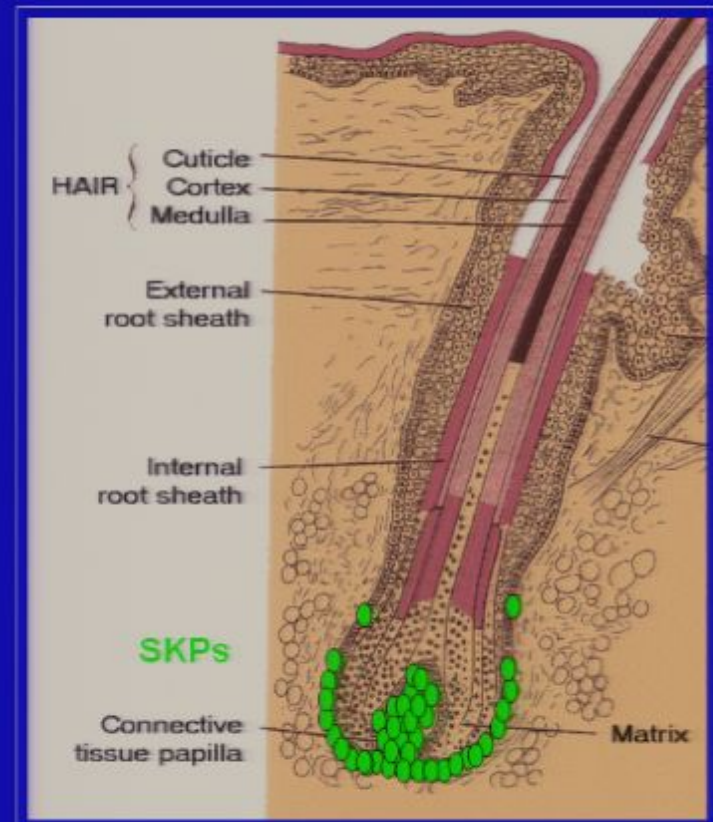 HAIR
Cuticle
Cortex
Medulla
External
root sheath
Internal
root sheath
SKPs
Connective
tissue papilla
Matrix